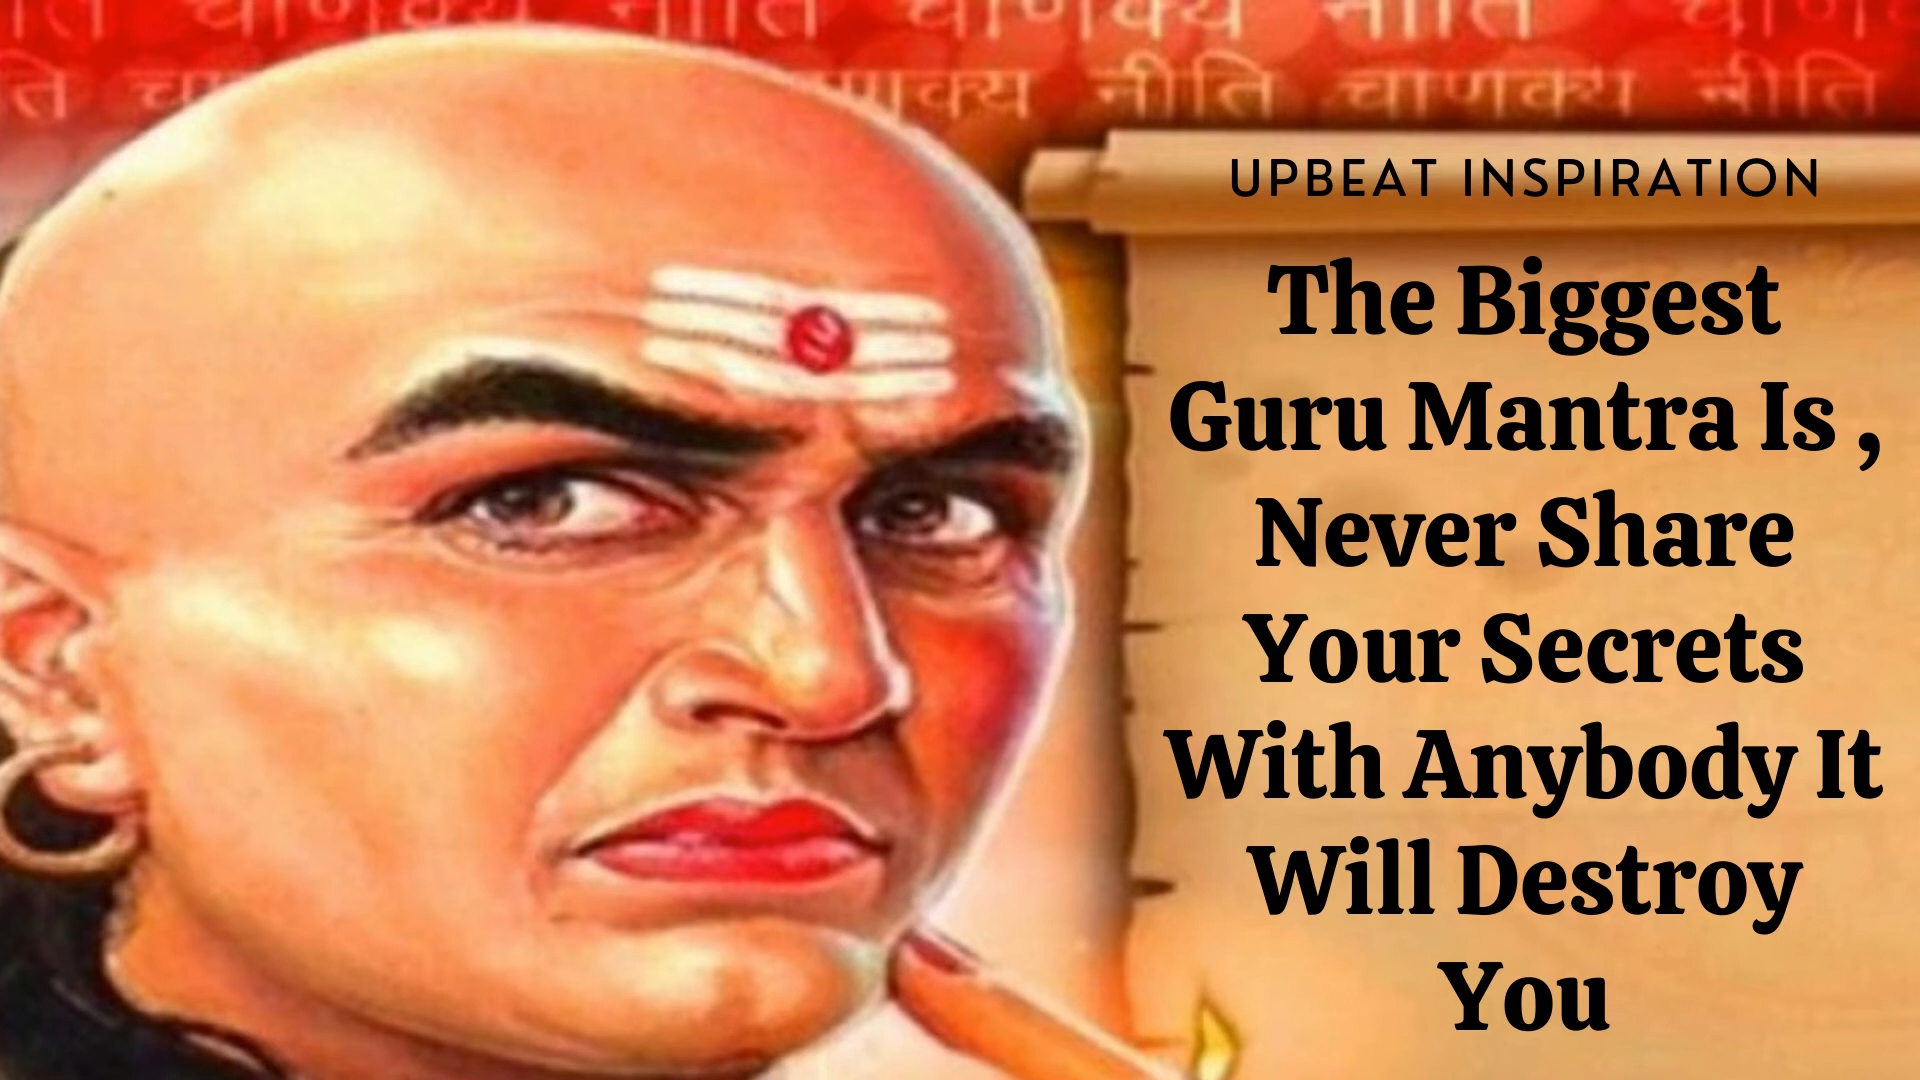 चाणक्य नीति चाणक्य नीति
चाणक्य नीति चाणक्य नीति
UPBEAT INSPIRATION
The Biggest
Guru Mantra Is ,
Never Share
Your Secrets
With Anybody It
Will Destroy
You